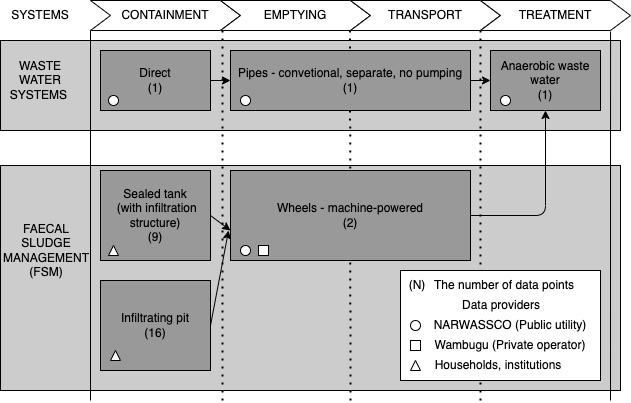 SYSTEMS
CONTAINMENT
EMPTYING
TRANSPORT
TREATMENT
WASTE
WATER
SYSTEMS
Direct
(1)
Pipes - convetional, separate, no pumping
(1)
Anaerobic waste
water
(1)
FAECAL
SLUDGE
MANAGEMENT
(FSM)
Sealed tank
(with infiltration
structure)
(9)
Wheels - machine-powered
(2)
Infiltrating pit
(16)
(N) The number of data points
Data providers
NARWASSCO (Public utility)
Wambugu (Private operator)
Households, institutions